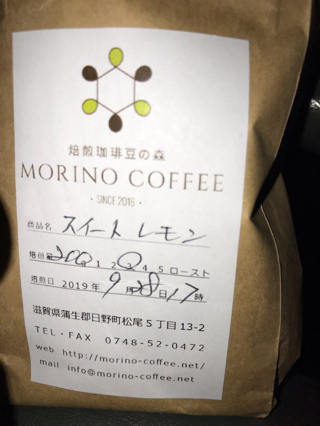 焙煎珈琲豆の森
MORINO COFFEE
・SINCE 2016・
商品名 スイートレモン
焙煎 200g 1 2 3 4 5 ロースト
焙煎日 2019年 9月28日17時
滋賀県蒲生郡日野町松尾5丁目13-2
TEL・FAX 0748-52-0472
web http://morino-coffee.net/
mail info@morino-coffee.net